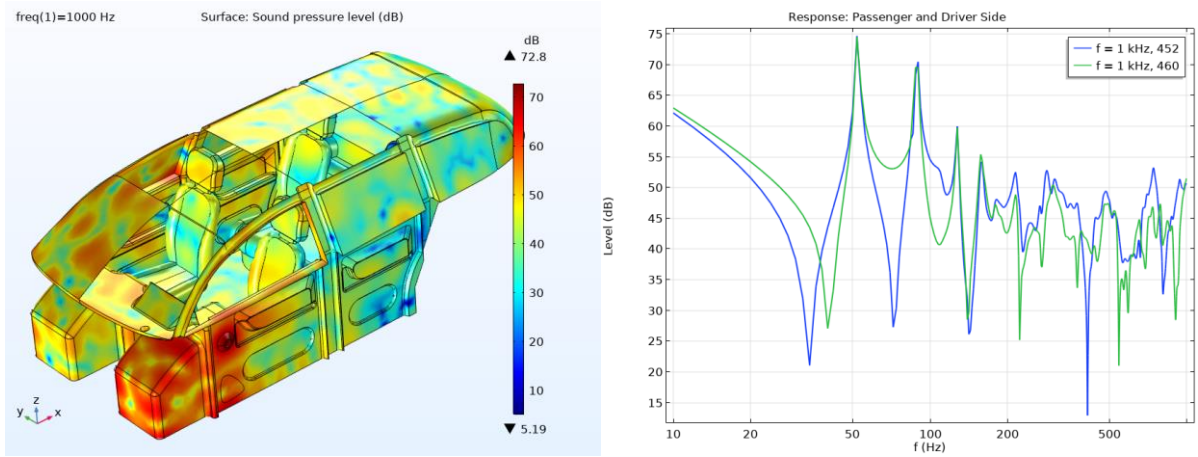 freq(1)=1000 Hz
Surface: Sound pressure level (dB)
dB
▲ 72.8
70
60
50
40
30
20
10
▼ 5.19
z
y
x
Response: Passenger and Driver Side
f = 1 kHz, 452
f = 1 kHz, 460
Level (dB)
75
70
65
60
55
50
45
40
35
30
25
20
15
10
20
50
100
200
500
f (Hz)